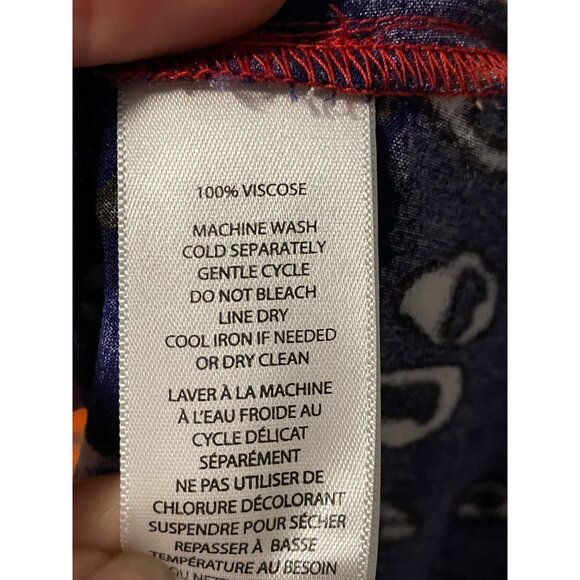 100% VISCOSE
MACHINE WASH
COLD SEPARATELY
GENTLE CYCLE
DO NOT BLEACH
LINE DRY
COOL IRON IF NEEDED
OR DRY CLEAN
LAVER À LA MACHINE
À L'EAU FROIDE AU
CYCLE DÉLICAT
SÉPARÉMENT
NE PAS UTILISER DE
CHLORURE DÉCOLORANT
SUSPENDRE POUR SÉCHER
REPASSER À BASSE
TEMPÉRATURE AU BESOIN